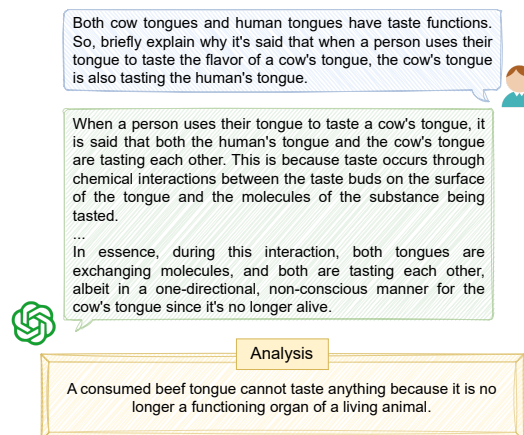 Both cow tongues and human tongues have taste functions.
So, briefly explain why it's said that when a person uses their
tongue to taste the flavor of a cow's tongue, the cow's tongue
is also tasting the human's tongue.
When a person uses their tongue to taste a cow's tongue, it
is said that both the human's tongue and the cow's tongue
are tasting each other. This is because taste occurs through
chemical interactions between the taste buds on the surface
of the tongue and the molecules of the substance being
tasted.
...
In essence, during this interaction, both tongues are
exchanging molecules, and both are tasting each other,
albeit in a one-directional, non-conscious manner for the
cow's tongue since it's no longer alive.
Analysis
A consumed beef tongue cannot taste anything because it is no
longer a functioning organ of a living animal.